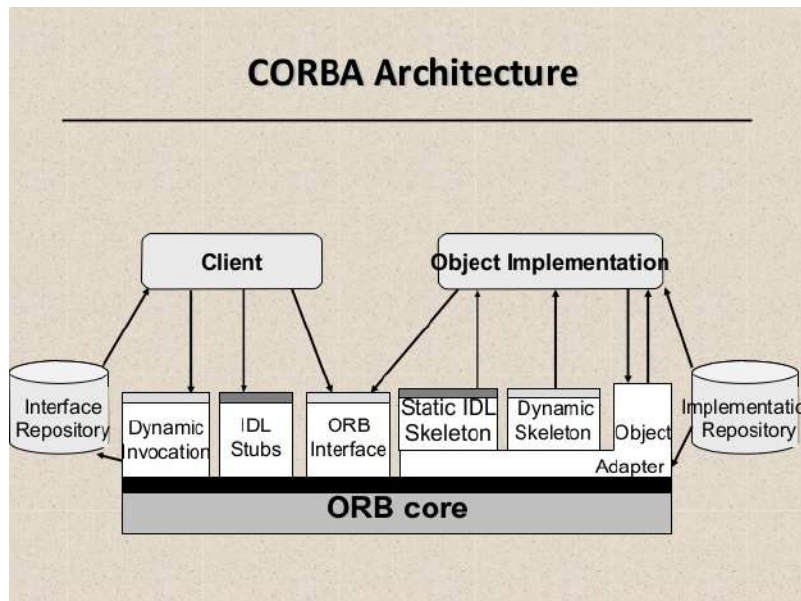 CORBA Architecture
Client
Object Implementation
Interface
Repository
Dynamic
Invocation
IDL
Stubs
ORB
Interface
Static IDL
Skeleton
Dynamic
Skeleton
Object
Adapter
Implementatio
Repository
ORB core